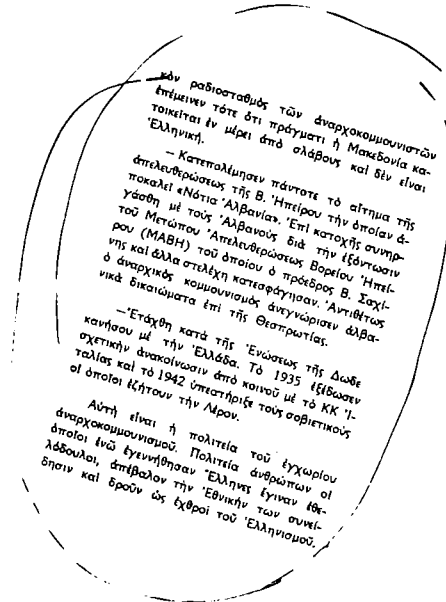 κὸν ραδιοσταθμὸς τῶν ἀναρχοκομμουνιστῶν
ἐπέμεινεν τότε ὅτι πράγματι ἡ Μακεδονία κα-
τοικεῖται ἐν μέρει ἀπὸ σλάβους καὶ δὲν εἶναι
Ἑλληνική.
— Κατεπολέμησεν πάντοτε τὸ αἴτημα τῆς
ἀπελευθερώσεως τῆς Β. Ἠπείρου τὴν ὁποίαν ἀ-
ποκαλεῖ «Νότια Ἀλβανία». Ἐπὶ κατοχῆς συνηρ-
γάσθη μὲ τοὺς Ἀλβανοὺς διὰ τὴν ἐξόντωσιν
τοῦ Μετώπου Ἀπελευθερώσεως Βορείου Ἠπεί-
ρου (ΜΑΒΗ) τοῦ ὁποίου ὁ πρόεδρος Β. Σαχί-
νης καὶ ἄλλα στελέχη κατεσφάγησαν. Ἀντιθέτως
ὁ ἀναρχικὸς κομμουνισμὸς ἀνεγνώρισεν ἀλβα-
νικὰ δικαιώματα ἐπὶ τῆς Θεσπρωτίας.
—Ἐτάχθη κατὰ τῆς Ἑνώσεως τῆς Δωδε
κανήσου μὲ τὴν Ἑλλάδα. Τὸ 1935 ἐξέδωσεν
σχετικὴν ἀνακοίνωσιν ἀπὸ κοινοῦ μὲ τὸ ΚΚ Ἰ-
ταλίας καὶ τὸ 1942 ὑπεστήριξε τοὺς σοβιετικοὺς
οἱ ὁποῖοι ἐζήτουν τὴν Λέρον.
Αὐτὴ εἶναι ἡ πολιτεία τοῦ ἐγχωρίου
ἀναρχοκομμουνισμοῦ. Πολιτεία ἀνθρώπων οἱ
ὁποῖοι ἐνῶ ἐγεννήθησαν Ἕλληνες ἔγιναν ἐθε-
λόδουλοι, ἀπέβαλον τὴν Ἐθνικήν των συνεί-
δησιν καὶ δροῦν ὡς ἐχθροὶ τοῦ Ἑλληνισμοῦ.